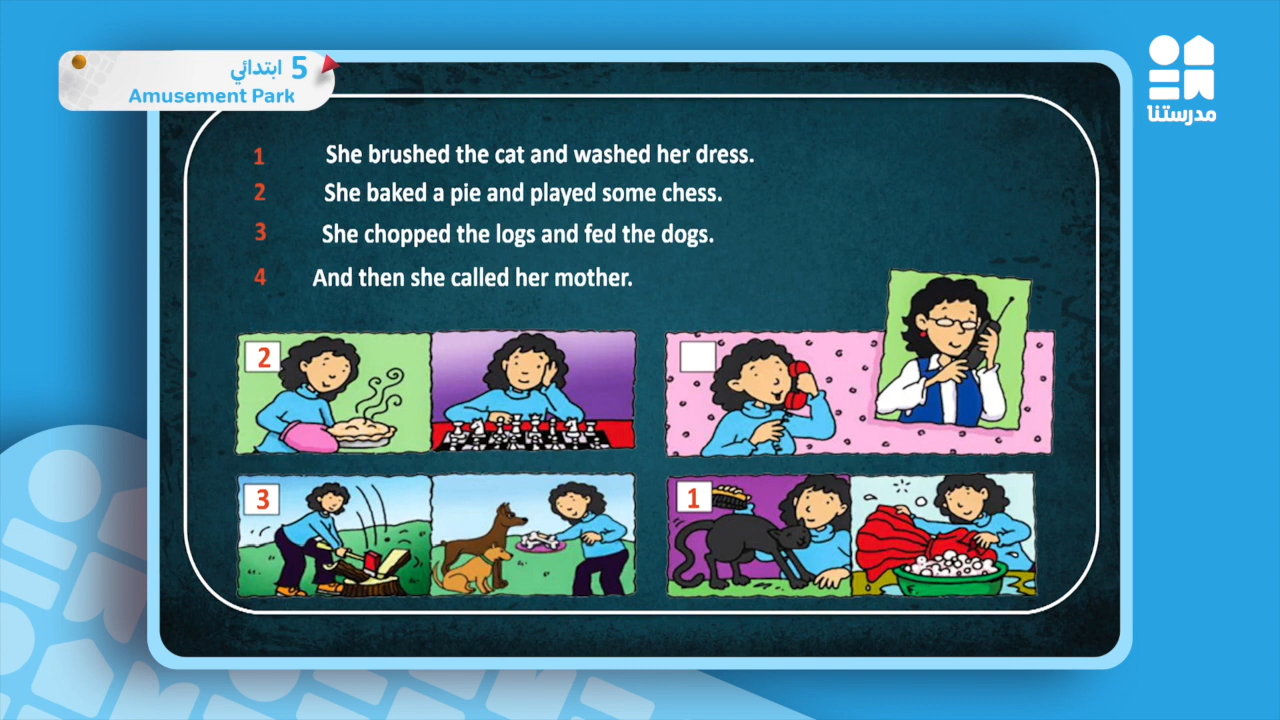 5 ابتدائي
Amusement Park
مدرستنا
1 She brushed the cat and washed her dress.
2 She baked a pie and played some chess.
3 She chopped the logs and fed the dogs.
4 And then she called her mother.
2
3
1